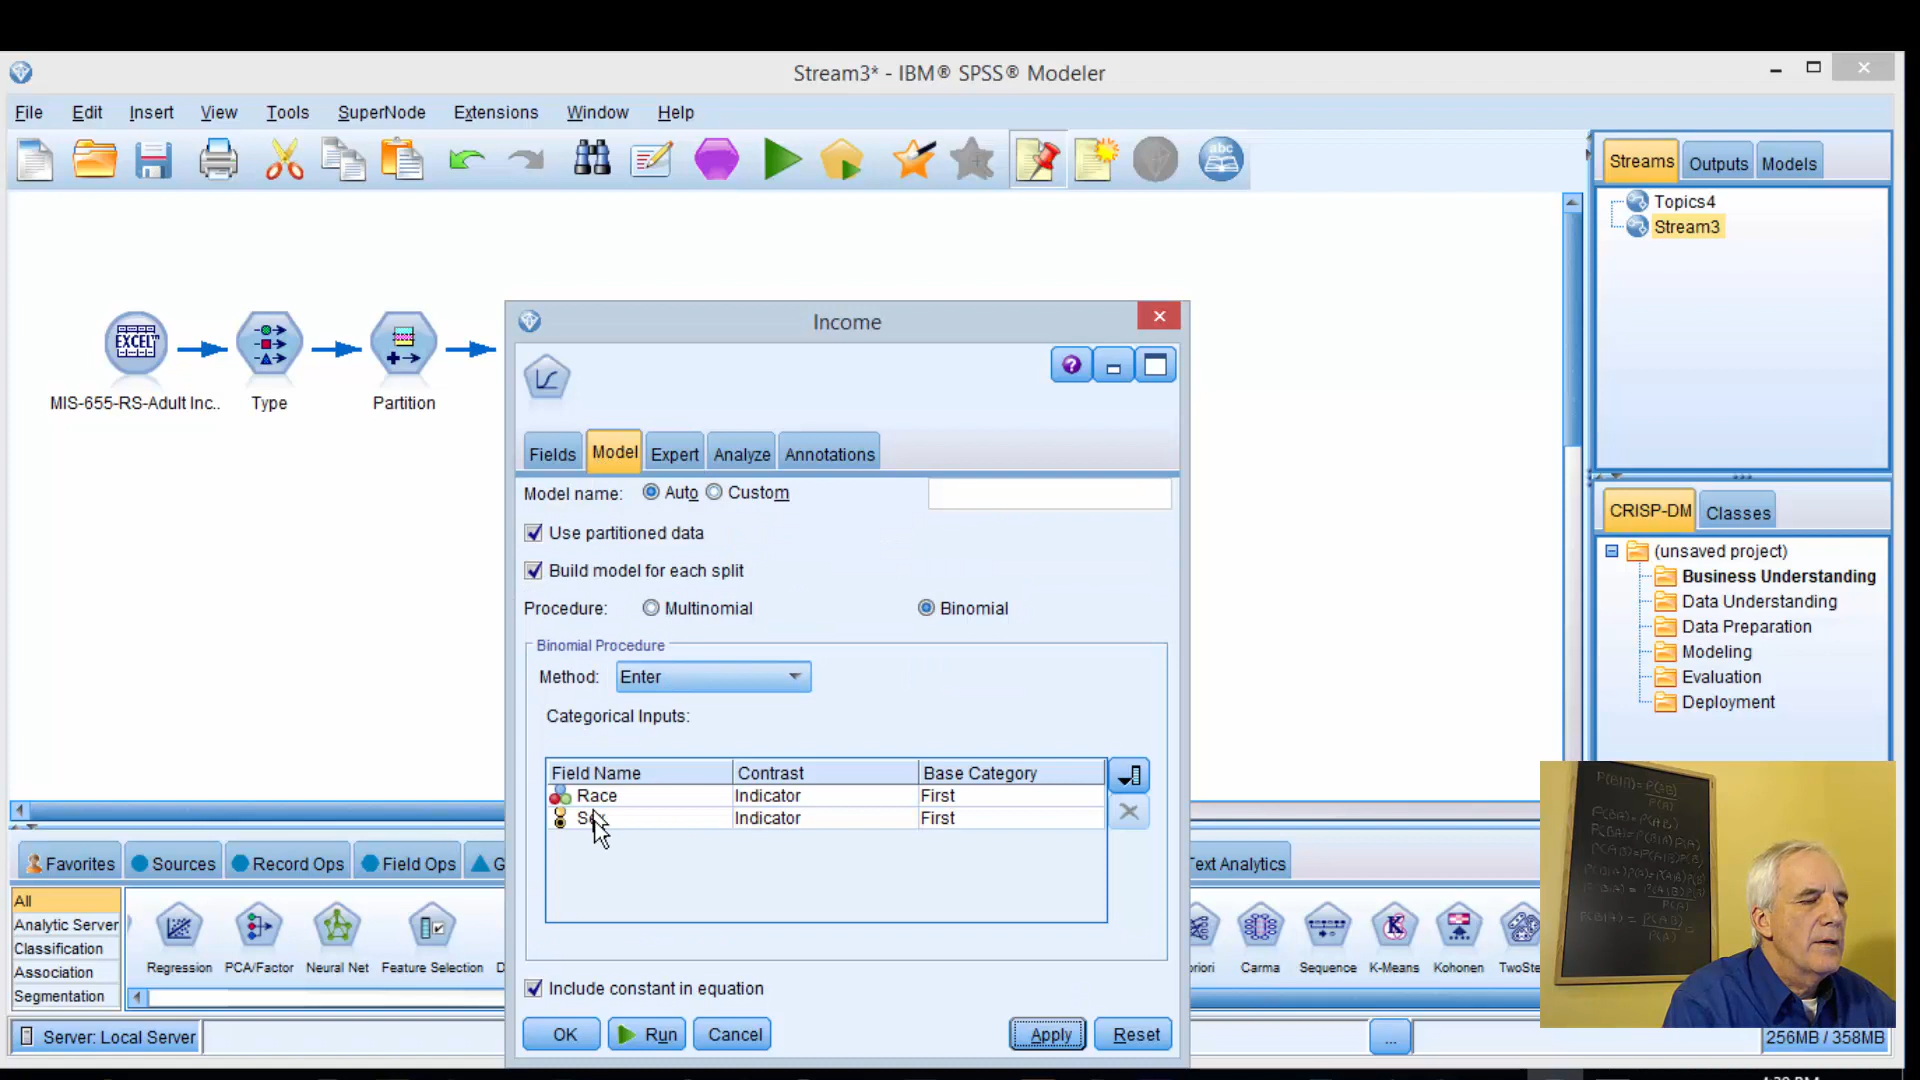 Stream3* - IBM® SPSS® Modeler
File Edit Insert View Tools SuperNode Extensions Window Help
abc
Streams Outputs Models
Topics4
Stream3
EXCEL™
MIS-655-RS-Adult Inc.. Type Partition
Income
Fields Model Expert Analyze Annotations
Model name: Auto Custom
Use partitioned data
Build model for each split
Procedure: Multinomial Binomial
Binomial Procedure
Method: Enter
Categorical Inputs:
Field Name Contrast Base Category
Race Indicator First
Indicator First
Include constant in equation
OK Run Cancel Apply Reset
CRISP-DM Classes
(unsaved project)
Business Understanding
Data Understanding
Data Preparation
Modeling
Evaluation
Deployment
Favorites Sources Record Ops Field Ops G Text Analytics
All
Analytic Server
Classification
Association
Segmentation
Regression PCA/Factor Neural Net Feature Selection Carma Sequence K-Means Kohonen
Server: Local Server
...
256MB / 358MB